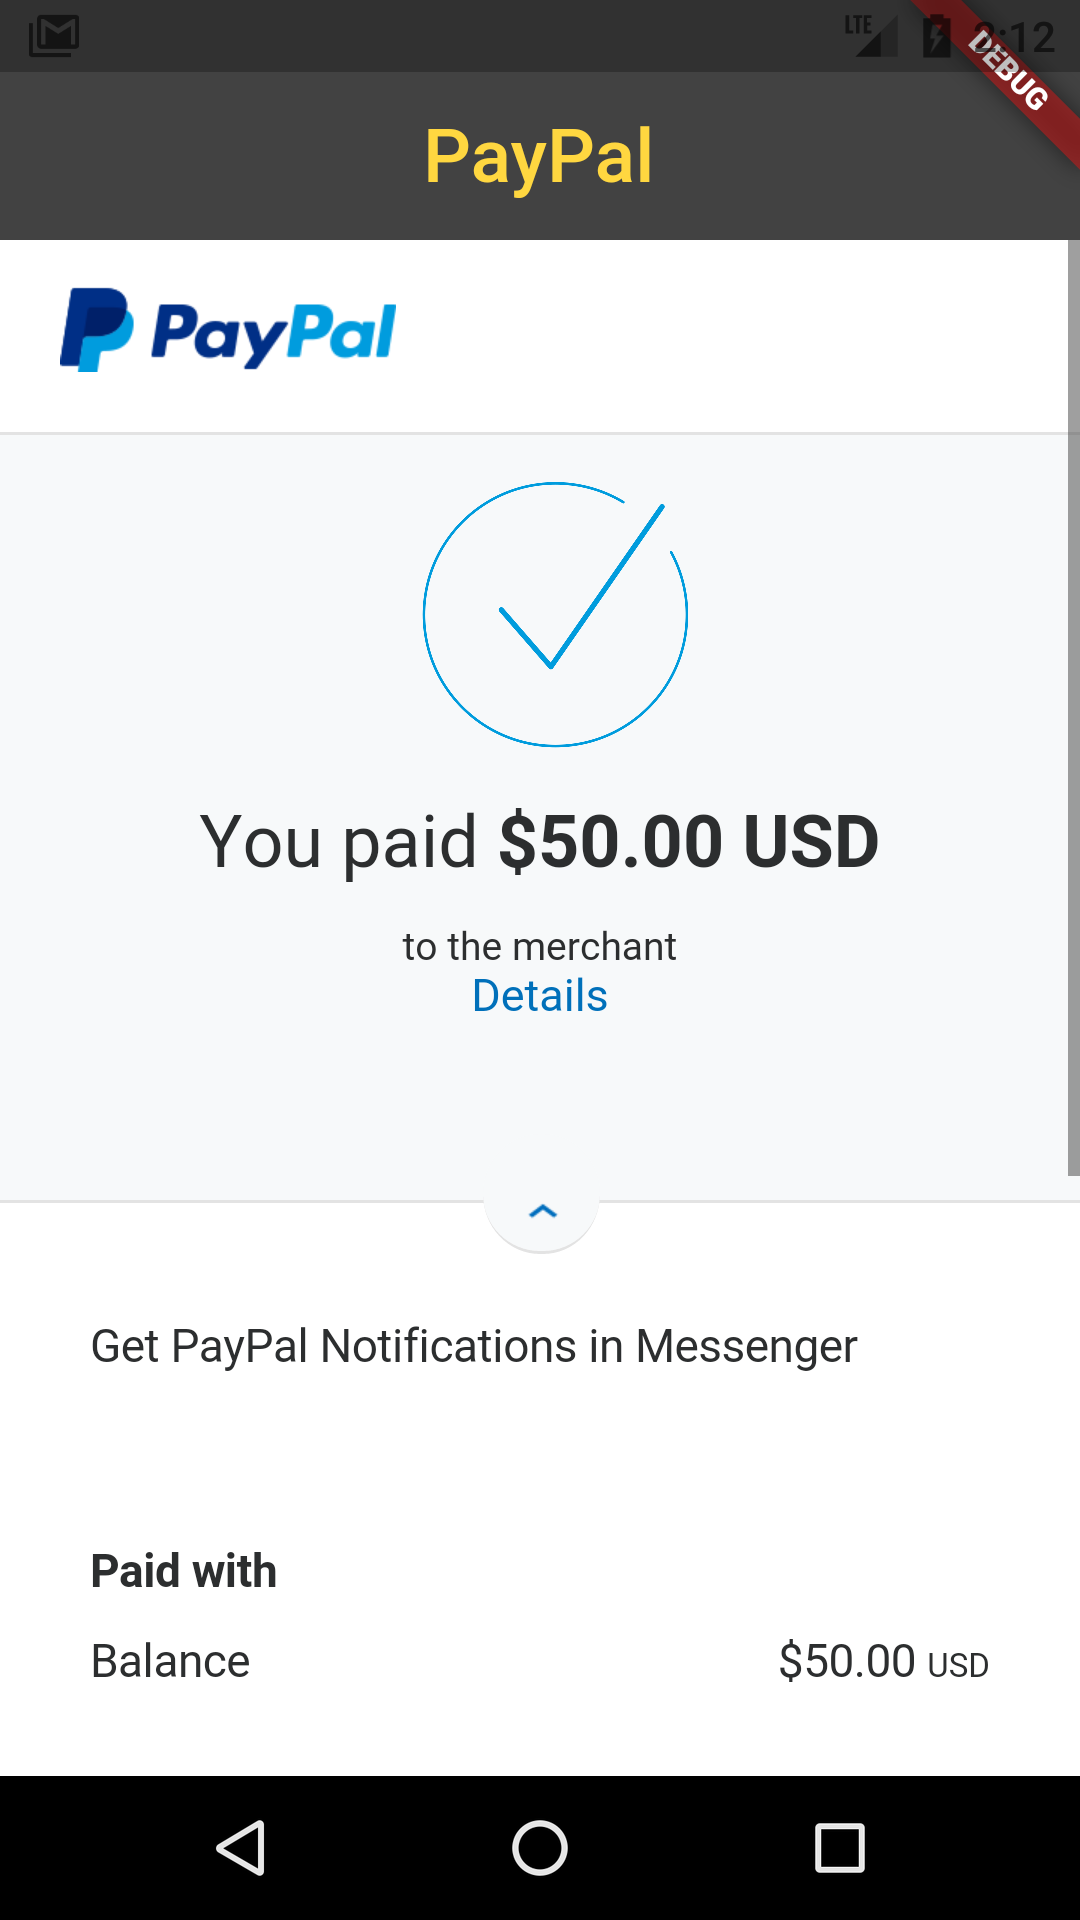 LTE 2:12
DEBUG
PayPal
PayPal
You paid $50.00 USD
to the merchant
Details
Get PayPal Notifications in Messenger
Paid with
Balance $50.00 USD